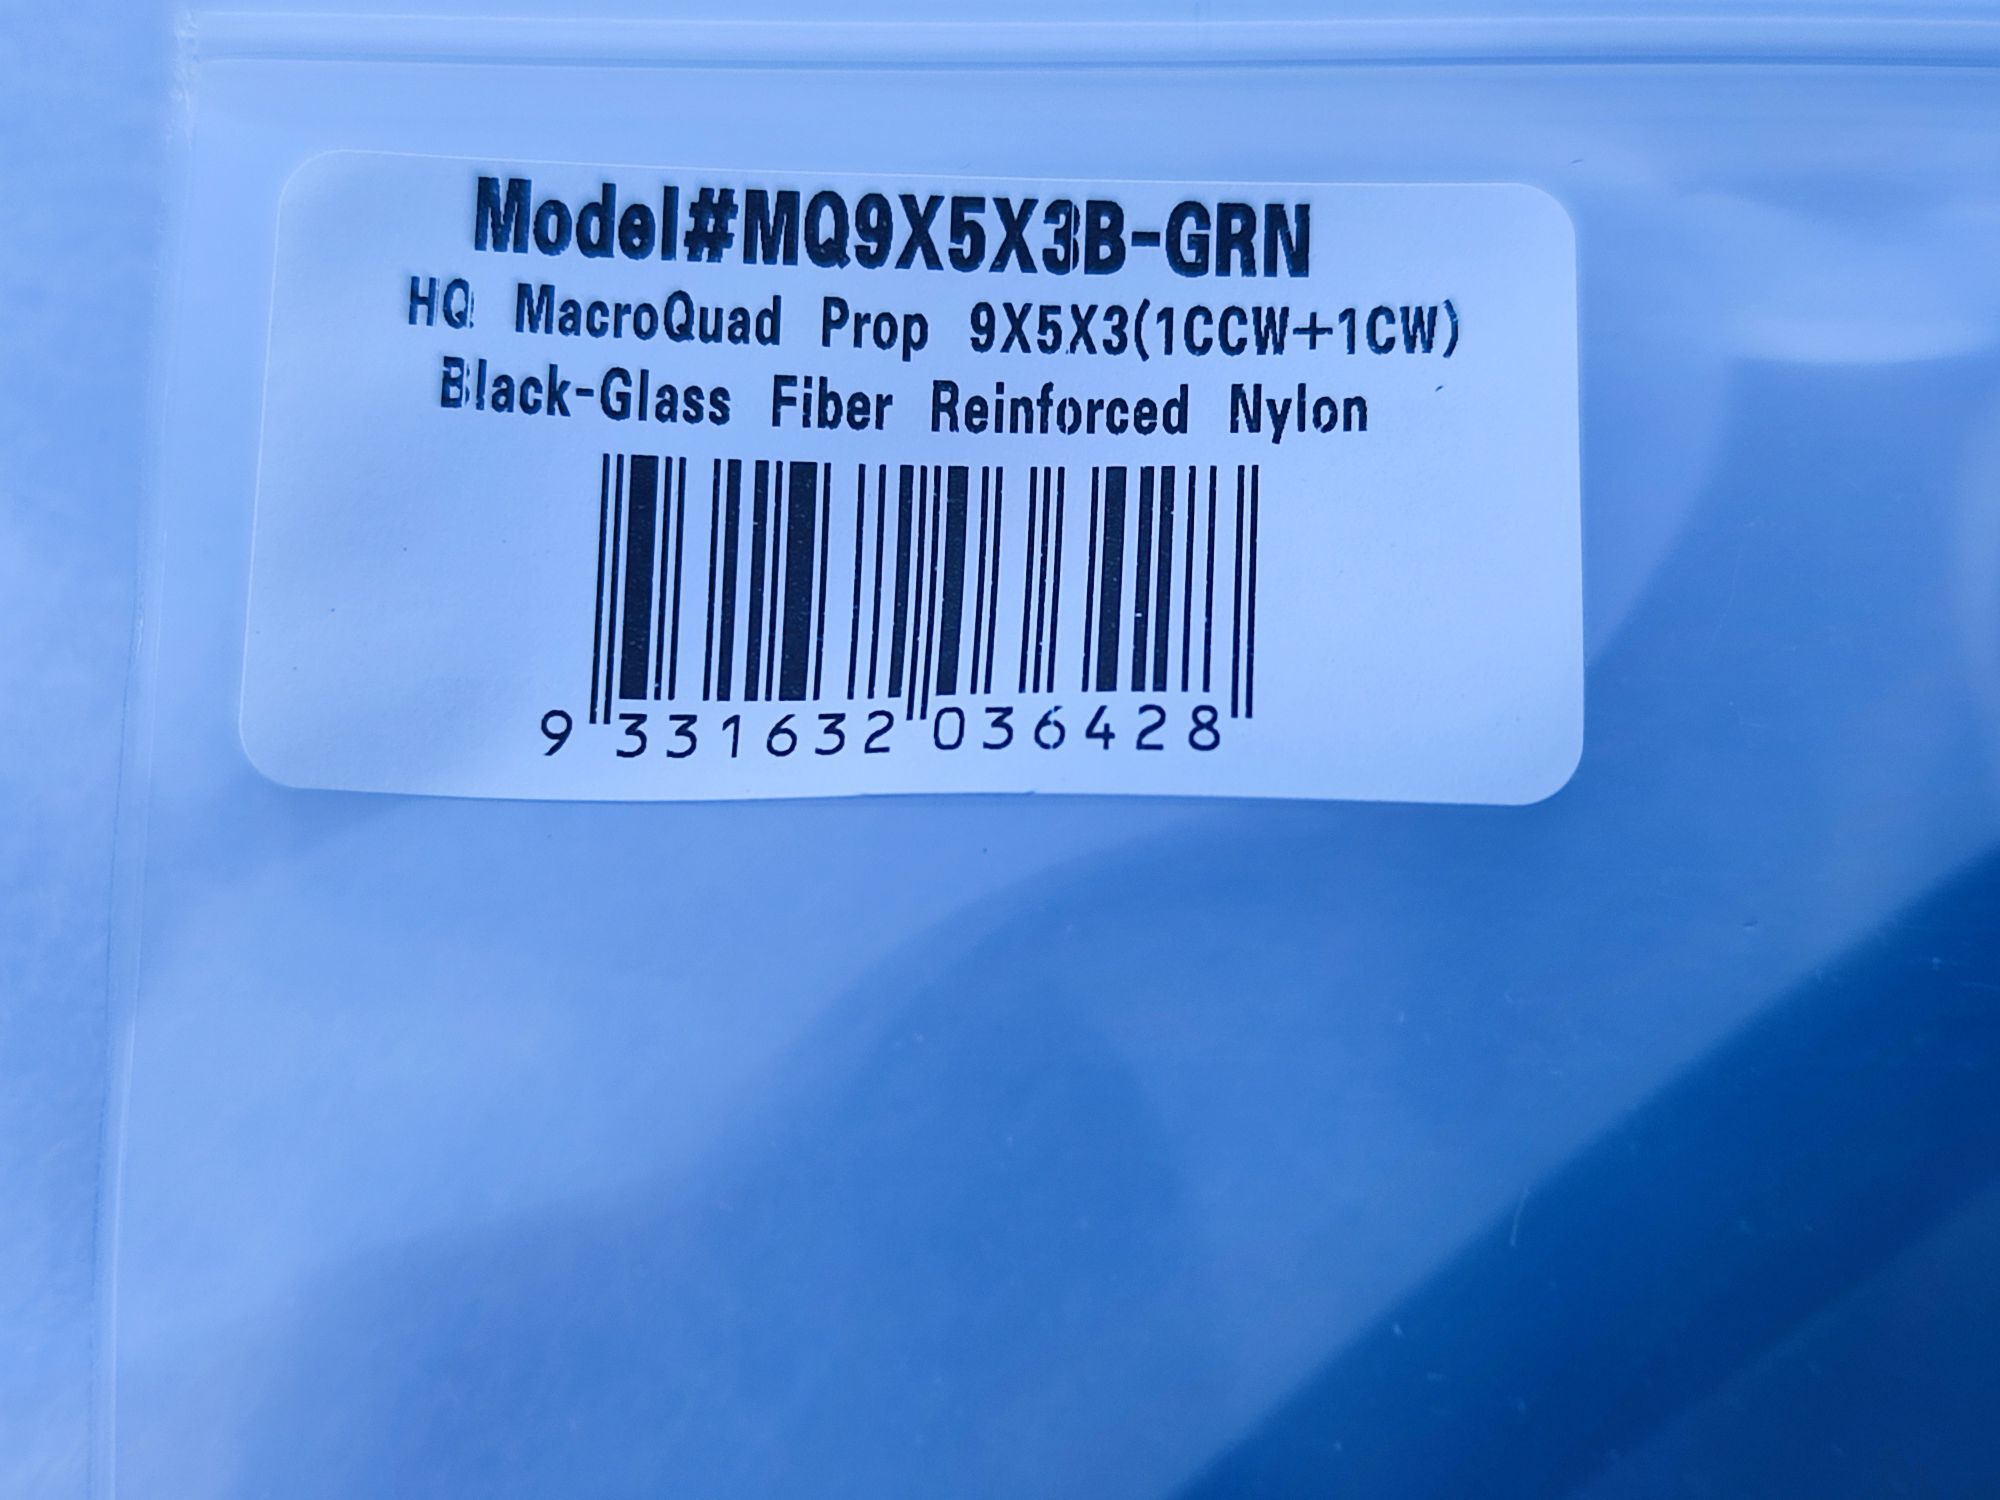 Model#MQ9X5X3B-GRN
HQ MacroQuad Prop 9X5X3(1CCW+1CW)
Black-Glass Fiber Reinforced Nylon
9 331632 036428